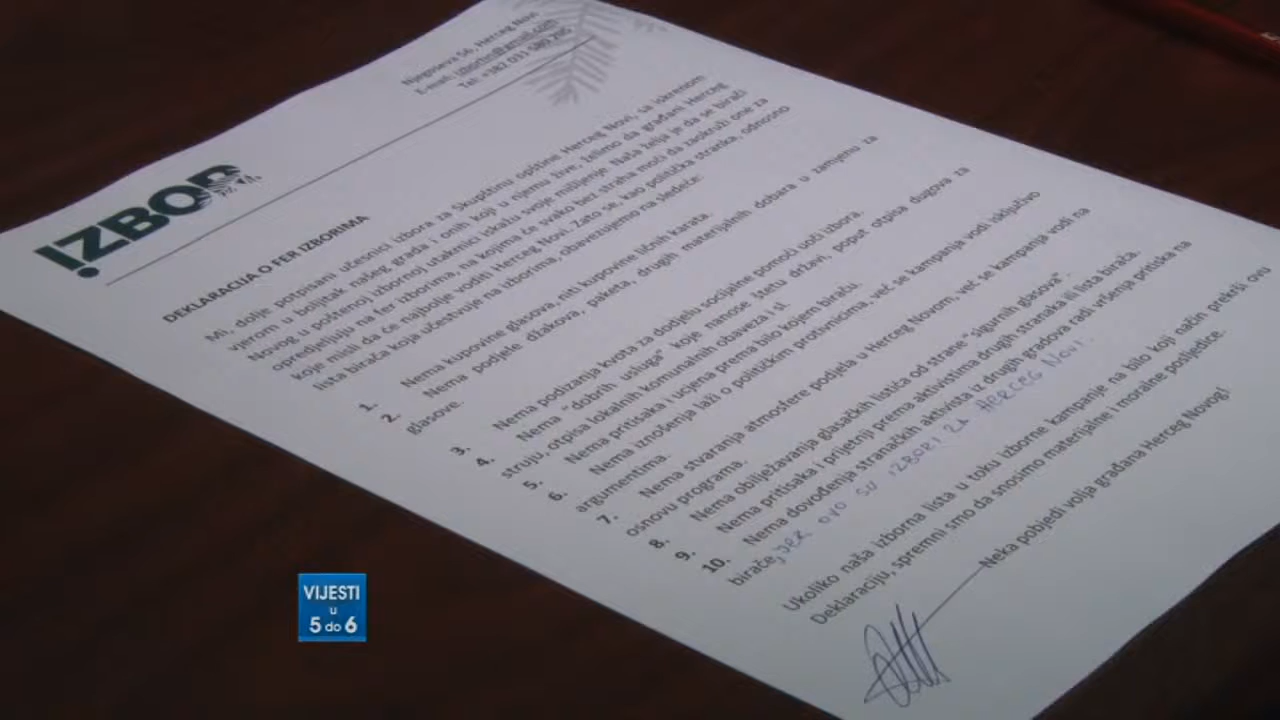 Njegoševa 56, Herceg Novi
E-mail: izborhn@gmail.com
Tel: +382 031
!ZBOR
DEKLARACIJA O FER IZBORIMA
Mi, dolje potpisani učesnici izbora za Skupštinu opštine Herceg Novi, sa iskrenom
vjerom u boljitak našeg grada i onih koji u njemu žive, želimo da građani Herceg
Novog u poštenoj izbornoj utakmici iskažu svoje mišljenje. Naša želja je da se birači
opredjeljuju na fer izborima, na kojima će svako bez straha moći da zaokruži one za
koje misli da će najbolje voditi Herceg Novi. Zato se, kao politička stranka, odnosno
lista birača koja učestvuje na izborima, obavezujemo na sledeće:
1. Nema kupovine glasova, niti kupovine ličnih karata.
2. Nema podjele džakova, paketa, drugih materijalnih dobara u zamjenu za
glasove.
3. Nema podizanja kvota za dodjelu socijalne pomoći uoči izbora.
4. Nema "dobrih usluga" koje nanose štetu državi, poput otpisa dugova za
struju, otpisa lokalnih komunalnih obaveza i sl.
5. Nema pritisaka i ucjena prema bilo kojem biraču.
6. Nema iznošenja laži o političkim protivnicima, već se kampanja vodi isključivo
argumentima.
7. Nema stvaranja atmosfere podjela u Herceg Novom, već se kampanja vodi na
osnovu programa.
8. Nema obilježavanja glasačkih listića od strane "sigurnih glasova".
9. Nema pritisaka i prijetnji prema aktivistima drugih stranaka ili lista birača.
10. Nema dovođenja stranačkih aktivista iz drugih gradova radi vršenja pritiska na
birače, jer ovo su IZBORI ZA HERCEG NOVI.
Ukoliko naša izborna lista u toku izborne kampanje na bilo koji način prekrši ovu
Deklaraciju, spremni smo da snosimo materijalne i moralne posljedice.
Neka pobjedi volja građana Herceg Novog!
VIJESTI
u
5 do 6